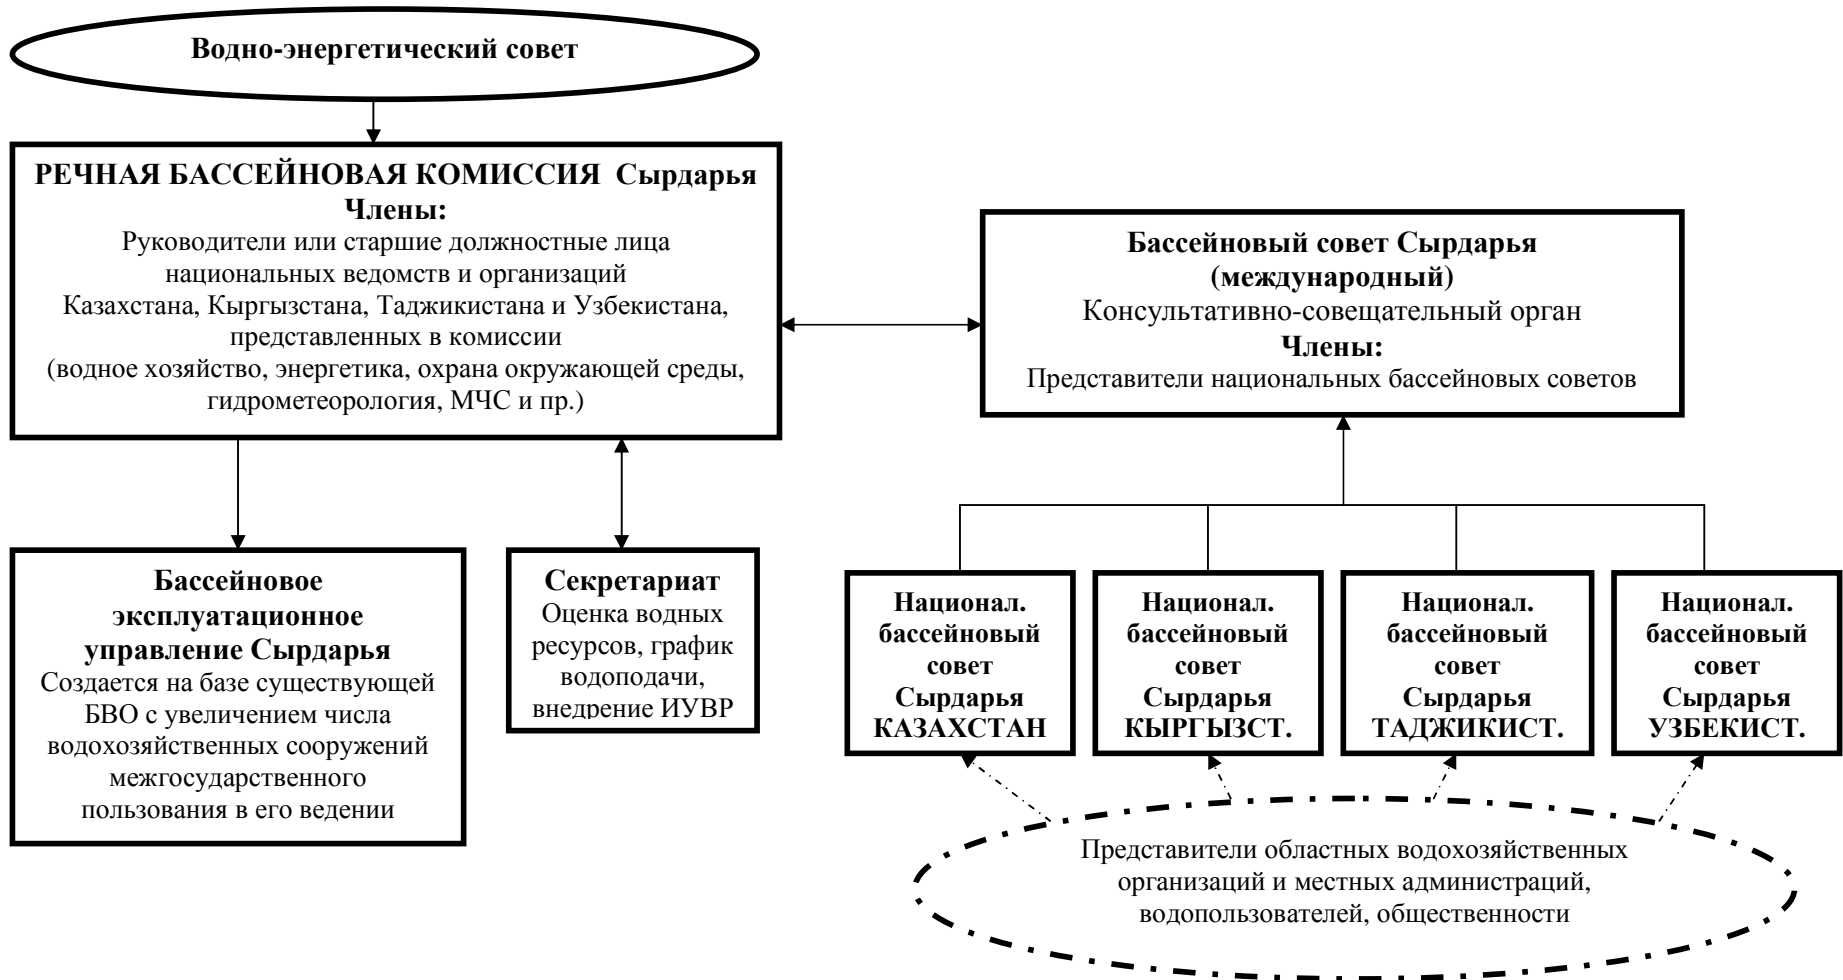 Водно-энергетический совет
РЕЧНАЯ БАССЕЙНОВАЯ КОМИССИЯ Сырдарья
Члены:
Руководители или старшие должностные лица
национальных ведомств и организаций
Казахстана, Кыргызстана, Таджикистана и Узбекистана,
представленных в комиссии
(водное хозяйство, энергетика, охрана окружающей среды,
гидрометеорология, МЧС и пр.)
Бассейновый совет Сырдарья
(международный)
Консультативно-совещательный орган
Члены:
Представители национальных бассейновых советов
Бассейновое
эксплуатационное
управление Сырдарья
Создается на базе существующей
БВО с увеличением числа
водохозяйственных сооружений
межгосударственного
пользования в его ведении
Секретариат
Оценка водных
ресурсов, график
водоподачи,
внедрение ИУВР
Национал.
бассейновый
совет
Сырдарья
КАЗАХСТАН
Национал.
бассейновый
совет
Сырдарья
КЫРГЫЗСТ.
Национал.
бассейновый
совет
Сырдарья
ТАДЖИКИСТ.
Национал.
бассейновый
совет
Сырдарья
УЗБЕКИСТ.
Представители областных водохозяйственных
организаций и местных администраций,
водопользователей, общественности